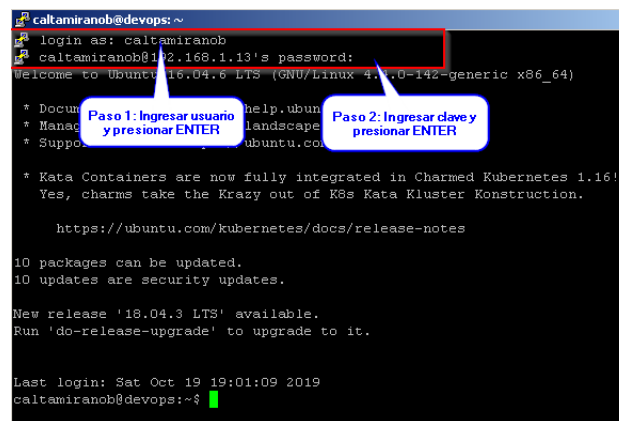 caltamiranob@devops: ~
login as: caltamiranob
caltamiranob@192.168.1.13's password:
Welcome to Ubuntu 16.04.6 LTS (GNU/Linux 4.4.0-142-generic x86_64)
Paso 1: Ingresar usuario
y presionar ENTER
Paso 2: Ingresar clave y
presionar ENTER
* Docum help.ubun
* Manag landscape
* Suppo ubuntu.co
* Kata Containers are now fully integrated in Charmed Kubernetes 1.16!
Yes, charms take the Krazy out of K8s Kata Kluster Konstruction.
https://ubuntu.com/kubernetes/docs/release-notes
10 packages can be updated.
10 updates are security updates.
New release '18.04.3 LTS' available.
Run 'do-release-upgrade' to upgrade to it.
Last login: Sat Oct 19 19:01:09 2019
caltamiranob@devops:~$